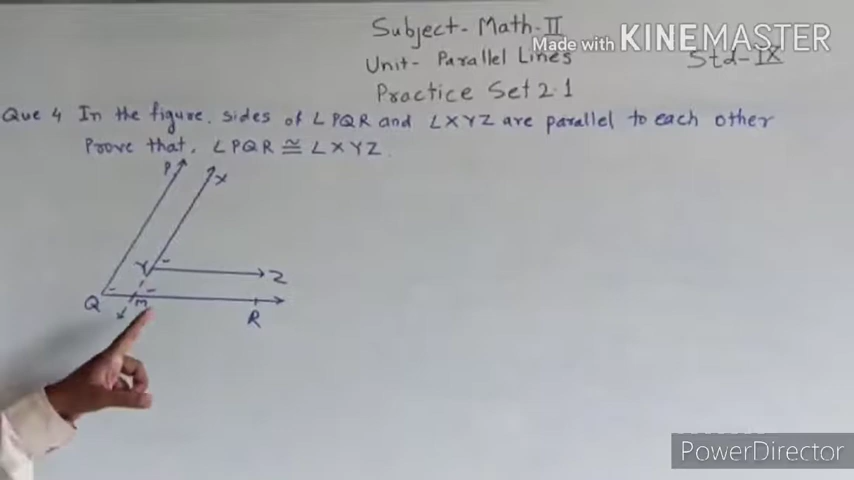 Subject- Math-II
Made with KINEMASTER
Unit- Parallel Lines
Std-IX
Practice Set 2.1
Que 4 In the figure. sides of ∠PQR and ∠XYZ are parallel to each other
Prove that, ∠PQR ≅ ∠XYZ.
P
X
Y
Z
Q
M
R
PowerDirector